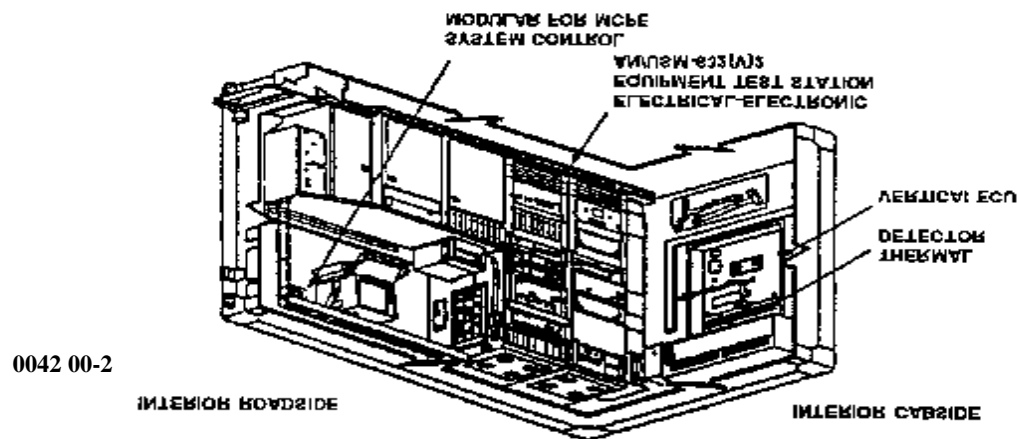 SYSTEM CONTROL
MODULAR FOR MCPE
ELECTRICAL-ELECTRONIC
EQUIPMENT TEST STATION
AN/USM-632(V)2
VERTICAL ECU
THERMAL
DETECTOR
0042 00-2
INTERIOR ROADSIDE
INTERIOR CABSIDE